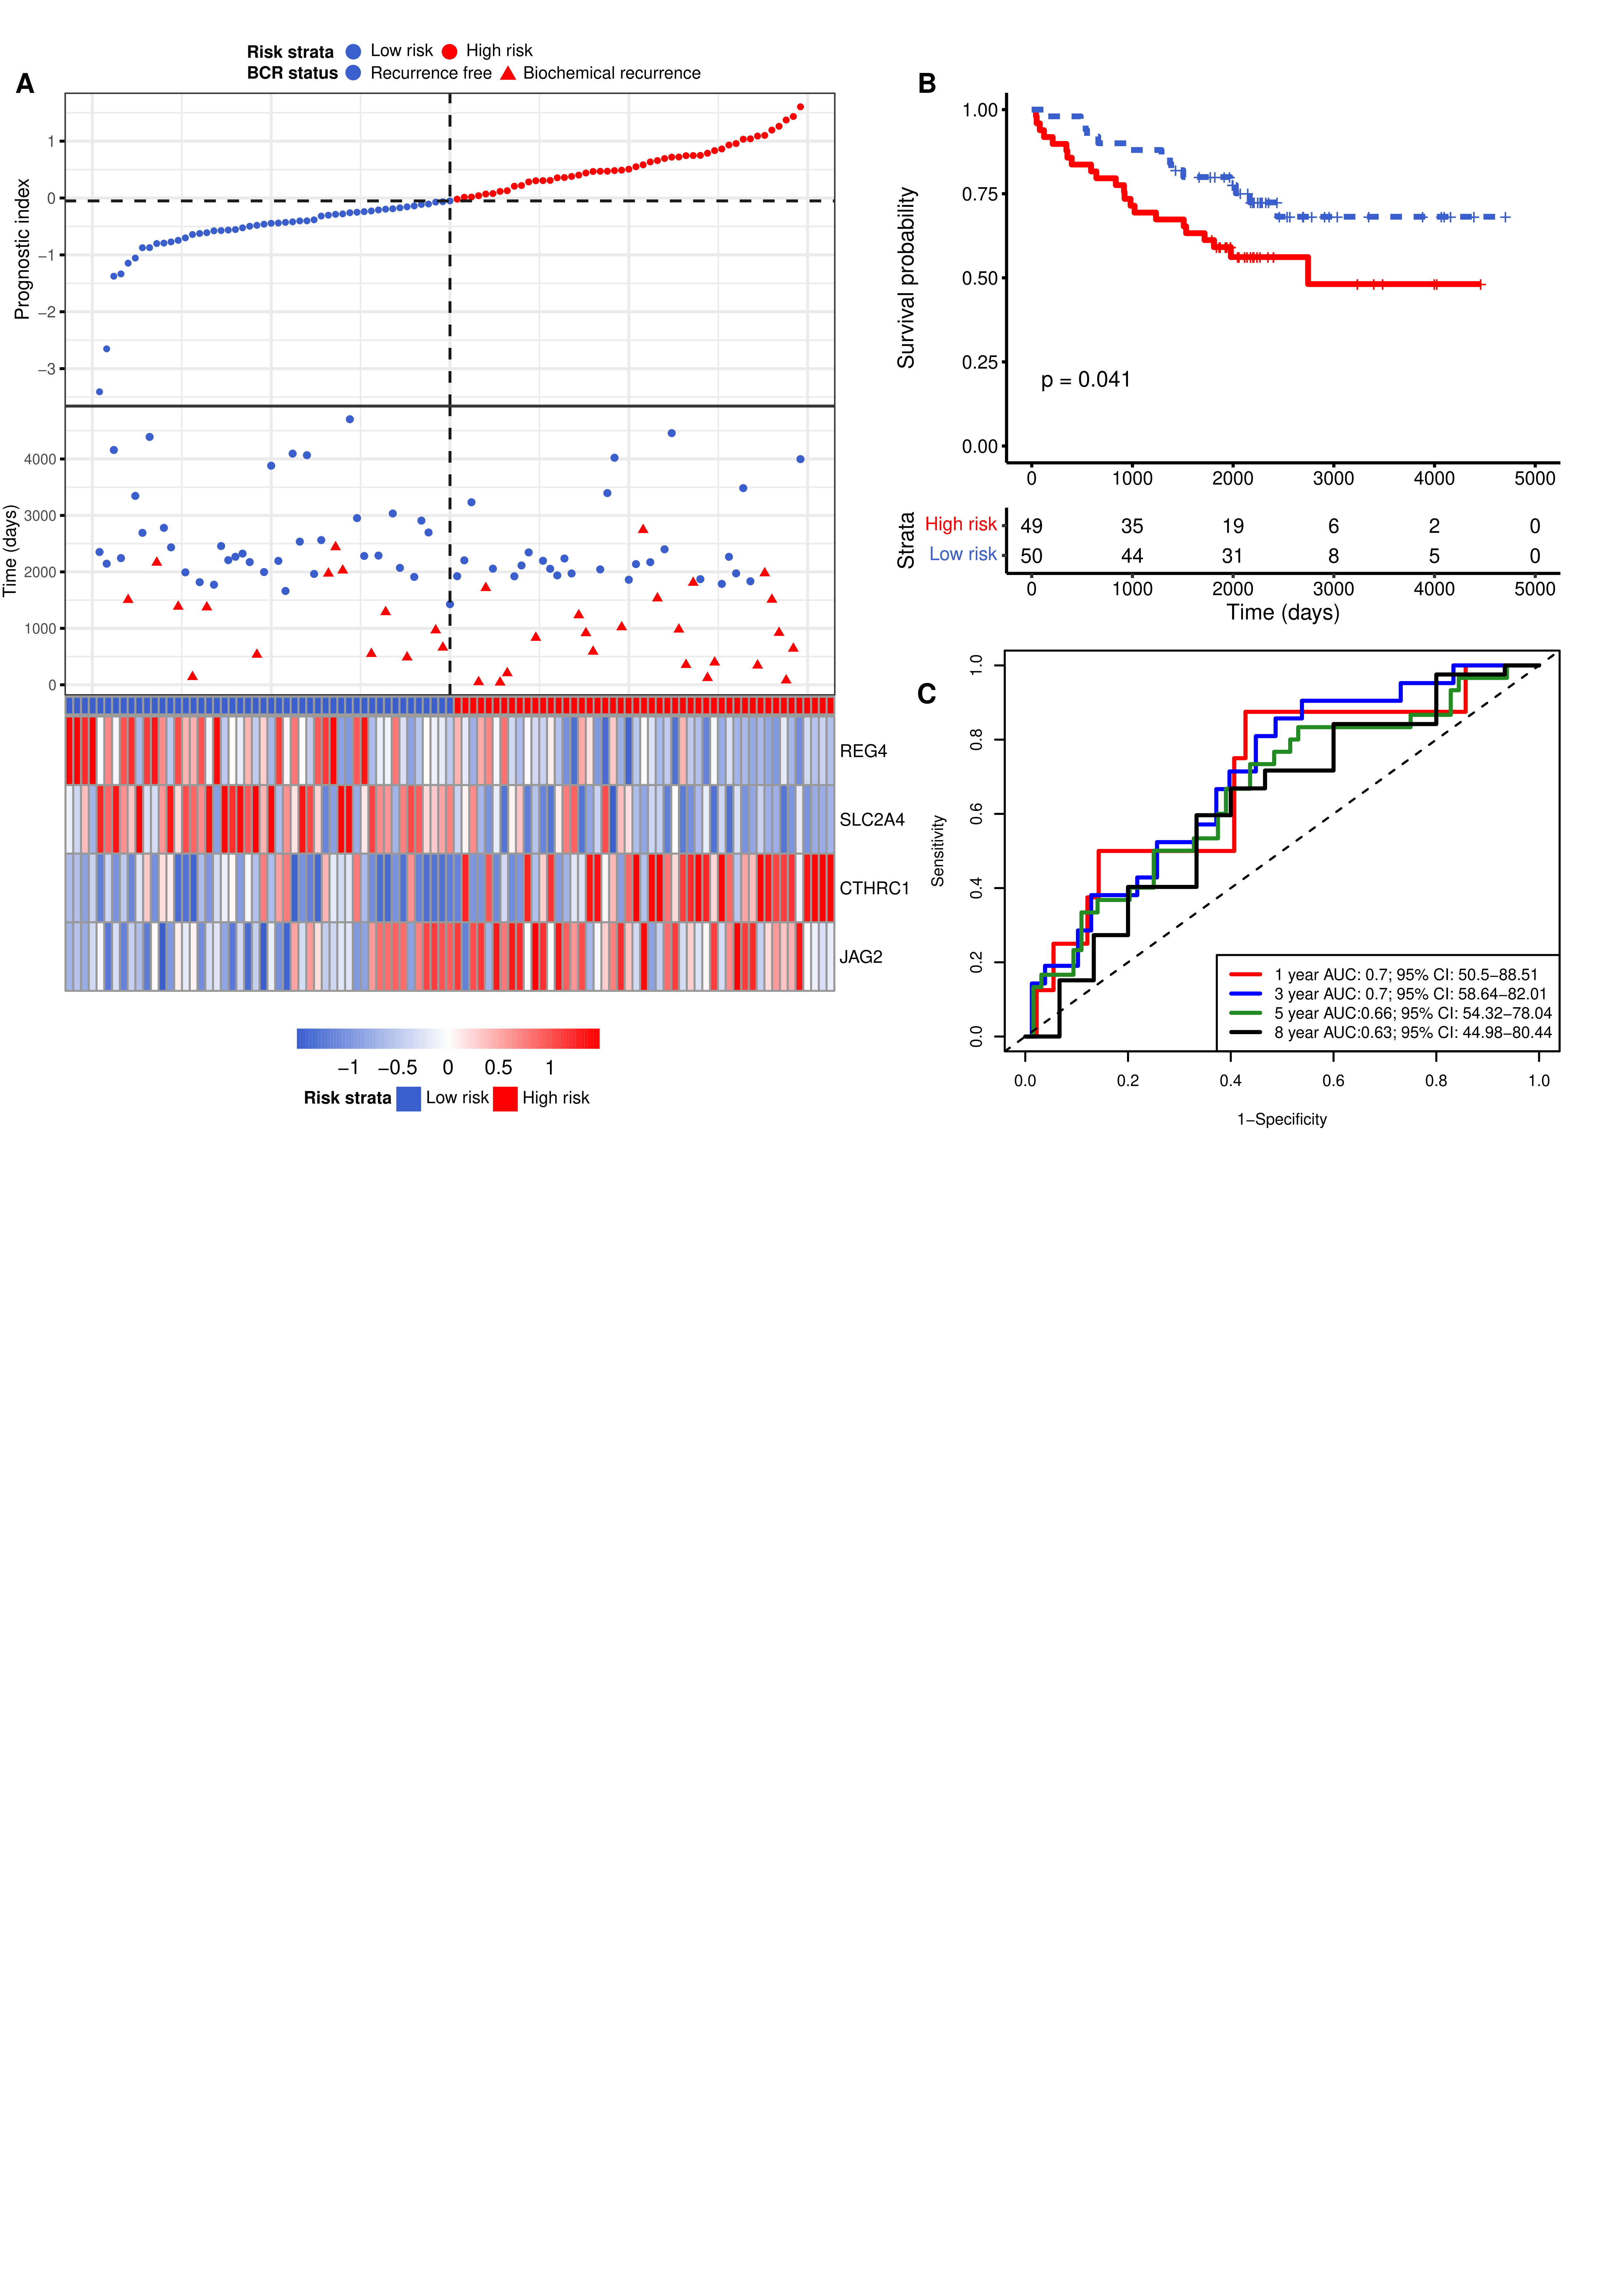 Risk strata Low risk High risk
BCR status Recurrence free Biochemical recurrence
A
Prognostic index
1
0
−1
−2
−3
Time (days)
4000
3000
2000
1000
0
REG4
SLC2A4
CTHRC1
JAG2
−1 −0.5 0 0.5 1
Risk strata Low risk High risk
B
Survival probability
1.00
0.75
0.50
0.25
0.00
p = 0.041
0 1000 2000 3000 4000 5000
Strata
High risk 49 35 19 6 2 0
Low risk 50 44 31 8 5 0
0 1000 2000 3000 4000 5000
Time (days)
C
Sensitivity
1.0
0.8
0.6
0.4
0.2
0.0
1 year AUC: 0.7; 95% CI: 50.5−88.51
3 year AUC: 0.7; 95% CI: 58.64−82.01
5 year AUC:0.66; 95% CI: 54.32−78.04
8 year AUC:0.63; 95% CI: 44.98−80.44
0.0 0.2 0.4 0.6 0.8 1.0
1−Specificity